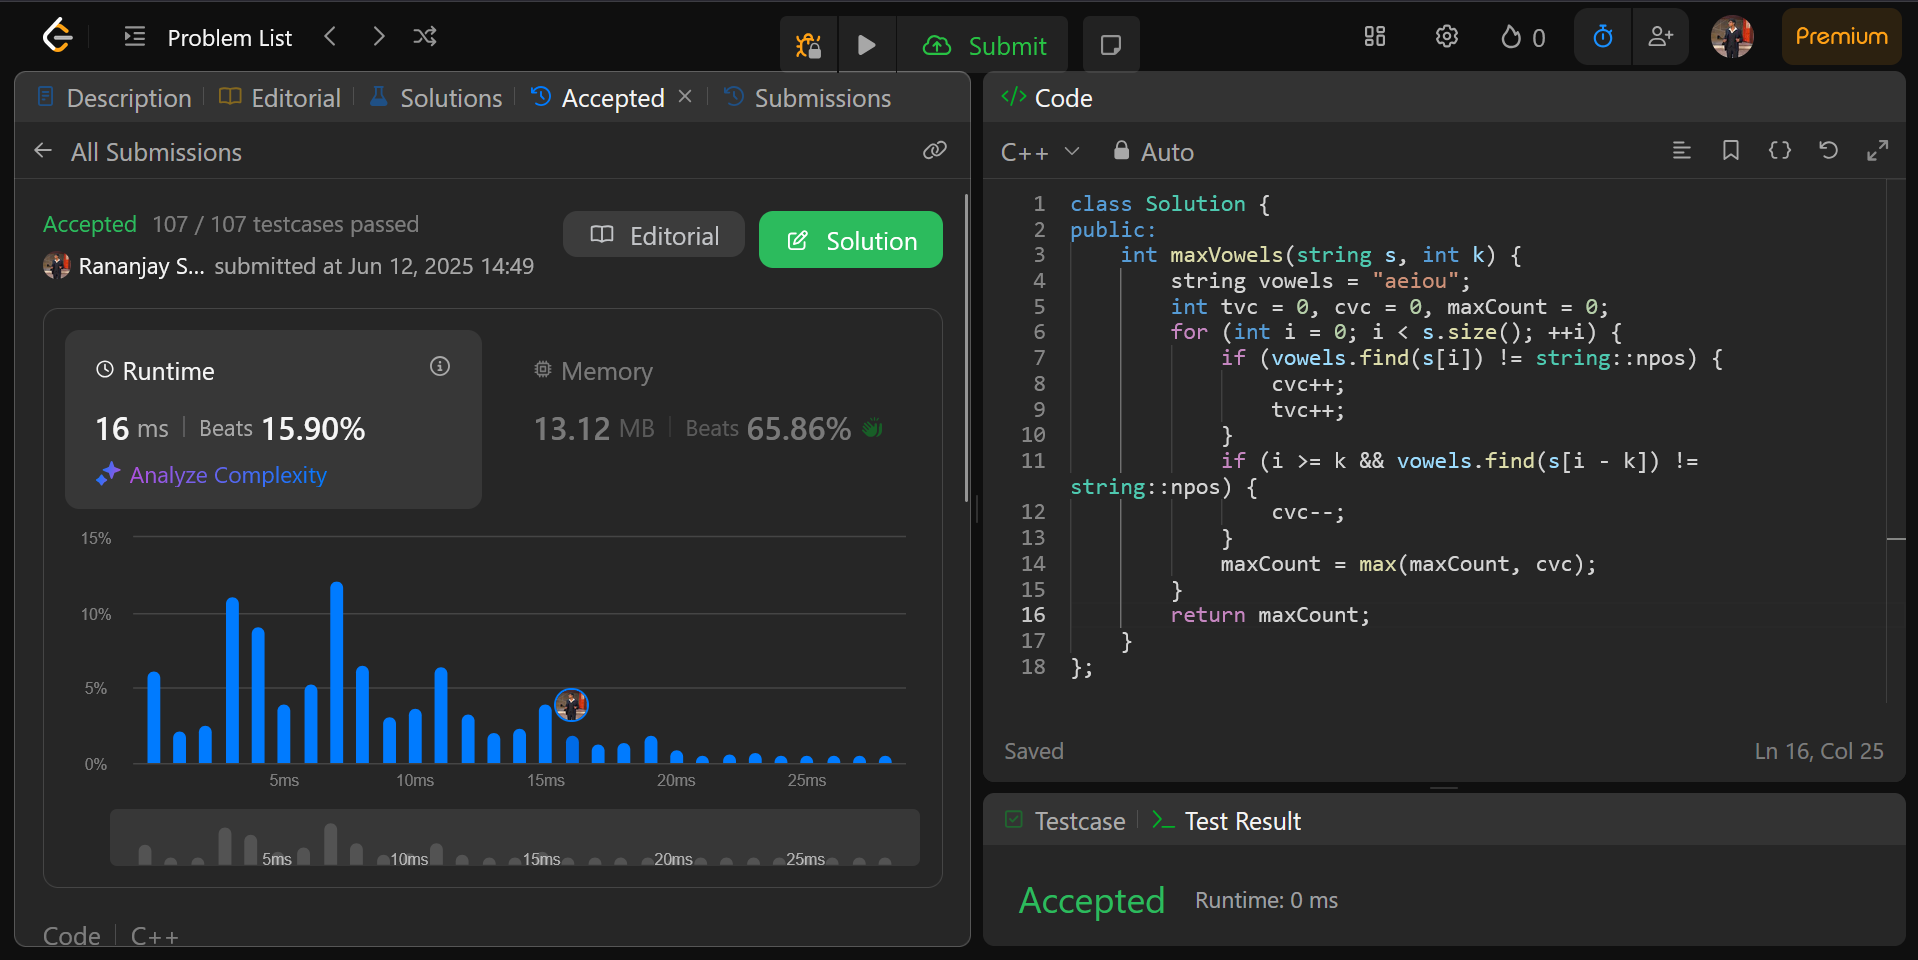 Problem List
Submit
0
Premium
Description
Editorial
Solutions
Accepted
Submissions
All Submissions
Accepted 107 / 107 testcases passed
Rananjay S... submitted at Jun 12, 2025 14:49
Editorial
Solution
Runtime
16 ms | Beats 15.90%
Analyze Complexity
Memory
13.12 MB | Beats 65.86%
15%
10%
5%
0%
5ms 10ms 15ms 20ms 25ms
5ms 10ms 15ms 20ms 25ms
Code | C++
</> Code
C++
Auto
{}
1 class Solution {
2 public:
3 int maxVowels(string s, int k) {
4 string vowels = "aeiou";
5 int tvc = 0, cvc = 0, maxCount = 0;
6 for (int i = 0; i < s.size(); ++i) {
7 if (vowels.find(s[i]) != string::npos) {
8 cvc++;
9 tvc++;
10 }
11 if (i >= k && vowels.find(s[i - k]) !=
string::npos) {
12 cvc--;
13 }
14 maxCount = max(maxCount, cvc);
15 }
16 return maxCount;
17 }
18 };
Saved
Ln 16, Col 25
Testcase
Test Result
Accepted Runtime: 0 ms